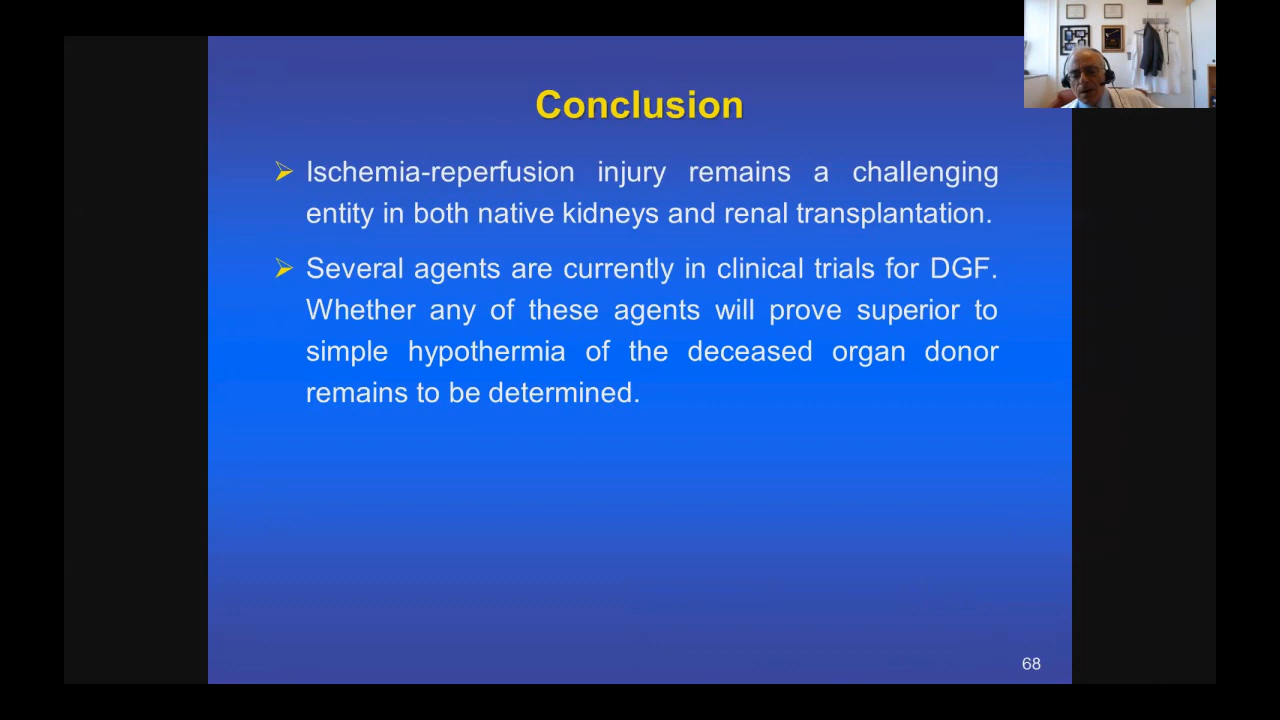 Conclusion
Ischemia-reperfusion injury remains a challenging
entity in both native kidneys and renal transplantation.
Several agents are currently in clinical trials for DGF.
Whether any of these agents will prove superior to
simple hypothermia of the deceased organ donor
remains to be determined.
68